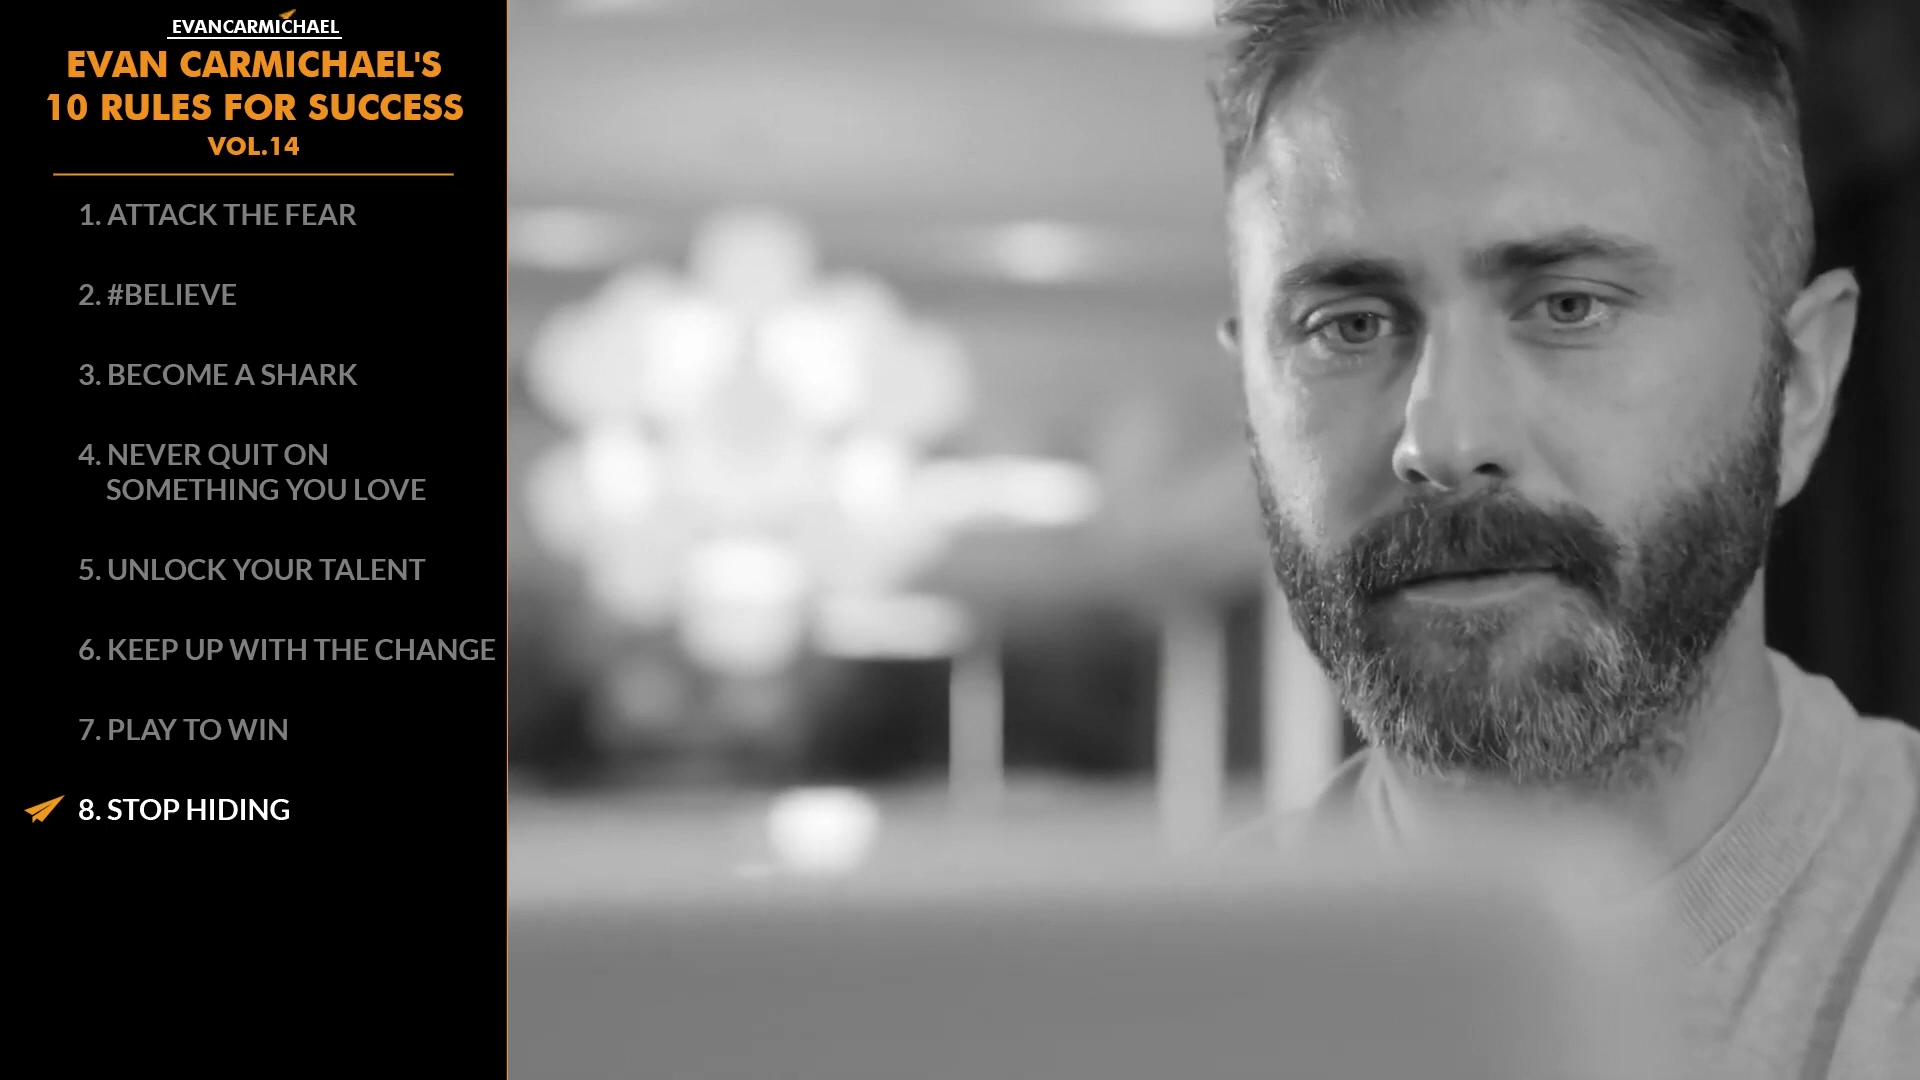 EVANCARMICHAEL
EVAN CARMICHAEL'S
10 RULES FOR SUCCESS
VOL.14
1. ATTACK THE FEAR
2. #BELIEVE
3. BECOME A SHARK
4. NEVER QUIT ON
SOMETHING YOU LOVE
5. UNLOCK YOUR TALENT
6. KEEP UP WITH THE CHANGE
7. PLAY TO WIN
8. STOP HIDING